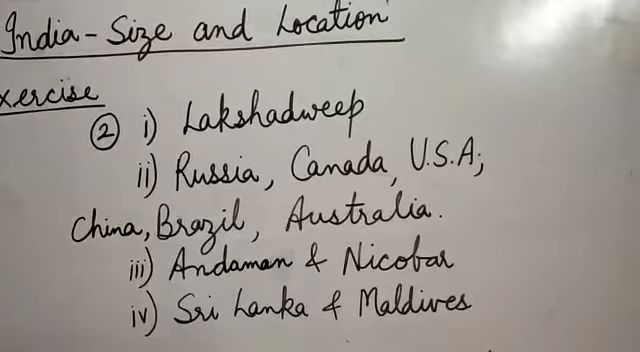 India - Size and Location
xercise
② i) Lakshadweep
ii) Russia, Canada, U.S.A;
China, Brazil, Australia.
iii) Andaman & Nicobar
iv) Sri Lanka & Maldives